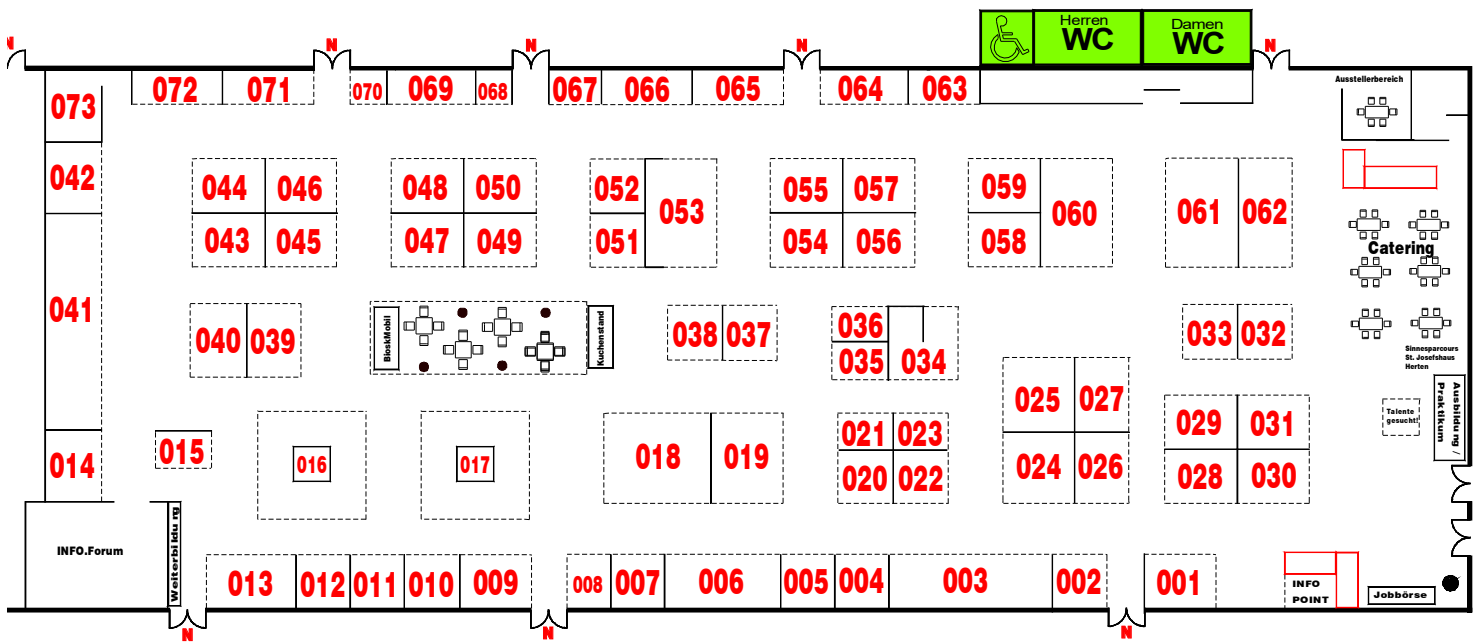 Herren
WC
Damen
WC
N
N
N
N
N
072
071
070
069
068
067
066
065
064
063
Ausstellerbereich
073
042
044
046
048
050
052
053
055
057
059
060
061
062
043
045
047
049
051
054
056
058
Catering
041
040
039
BioskMobil
Kuchenstand
038
037
036
035
034
033
032
Sinnesparcours
St. Josefshaus
Herten
025
027
Ausbildung /
Praktikum
Talente
gesucht!
014
015
016
017
018
019
021
023
020
022
024
026
029
031
028
030
INFO.Forum
Weiterbildung
013
012
011
010
009
008
007
006
005
004
003
002
001
INFO
POINT
Jobbörse
N
N
N